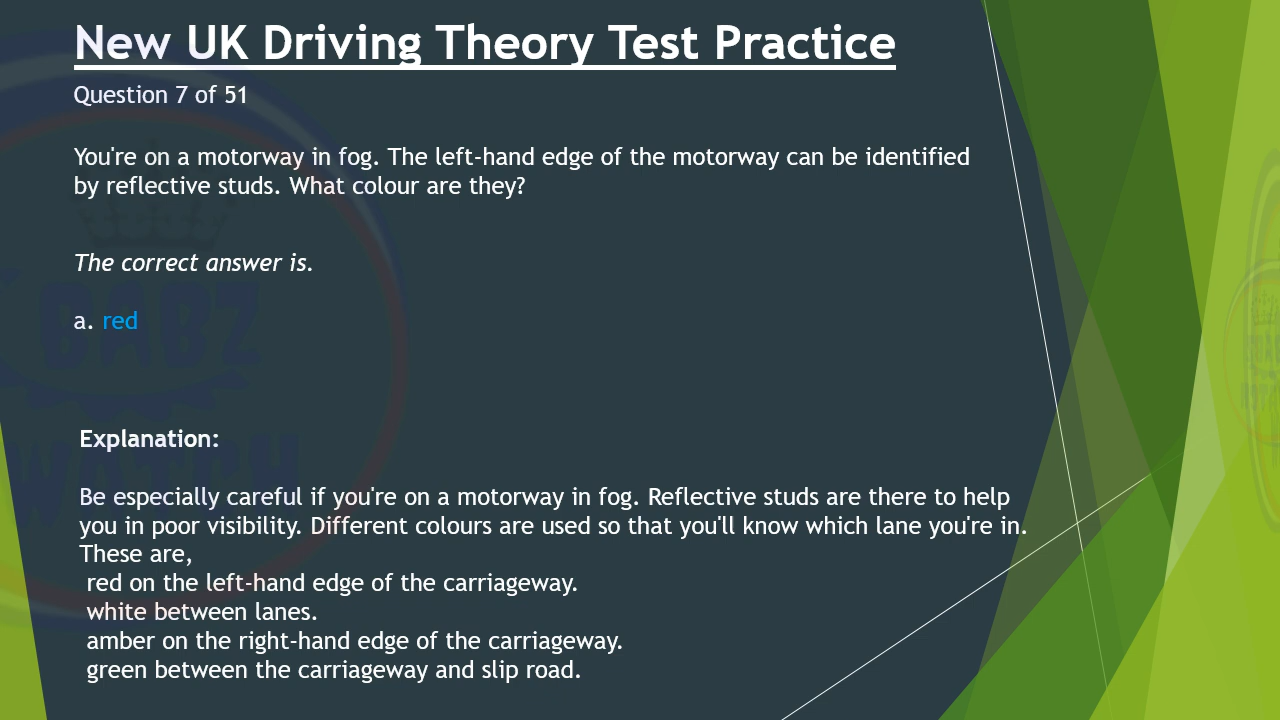 New UK Driving Theory Test Practice
Question 7 of 51
You're on a motorway in fog. The left-hand edge of the motorway can be identified
by reflective studs. What colour are they?
The correct answer is.
a. red
Explanation:
Be especially careful if you're on a motorway in fog. Reflective studs are there to help
you in poor visibility. Different colours are used so that you'll know which lane you're in.
These are,
red on the left-hand edge of the carriageway.
white between lanes.
amber on the right-hand edge of the carriageway.
green between the carriageway and slip road.
BABZ
WATCH